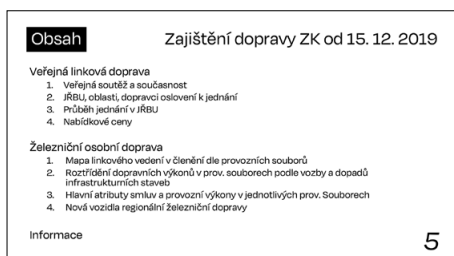 Obsah
Zajištění dopravy ZK od 15. 12. 2019
Veřejná linková doprava
1. Veřejná soutěž a současnost
2. JŘBU, oblasti, dopravci oslovení k jednání
3. Průběh jednání v JŘBU
4. Nabídkové ceny
Železniční osobní doprava
1. Mapa linkového vedení v členění dle provozních souborů
2. Roztřídění dopravních výkonů v prov. souborech podle vozby a dopadů
infrastrukturních staveb
3. Hlavní atributy smluv a provozní výkony v jednotlivých prov. Souborech
4. Nová vozidla regionální železniční dopravy
Informace
5